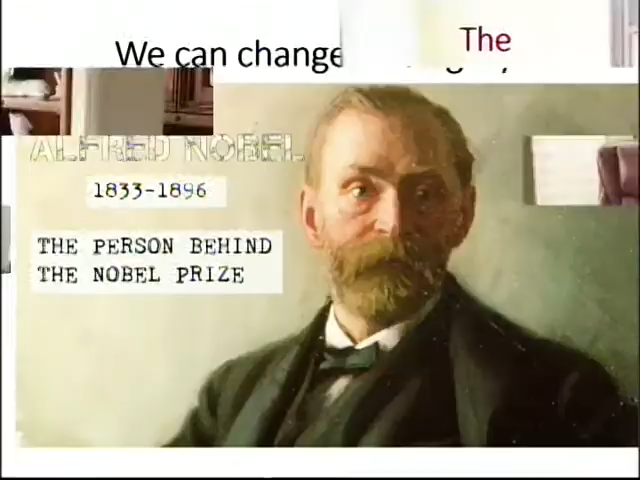 We can change
The
ALFRED NOBEL
1833-1896
THE PERSON BEHIND
THE NOBEL PRIZE